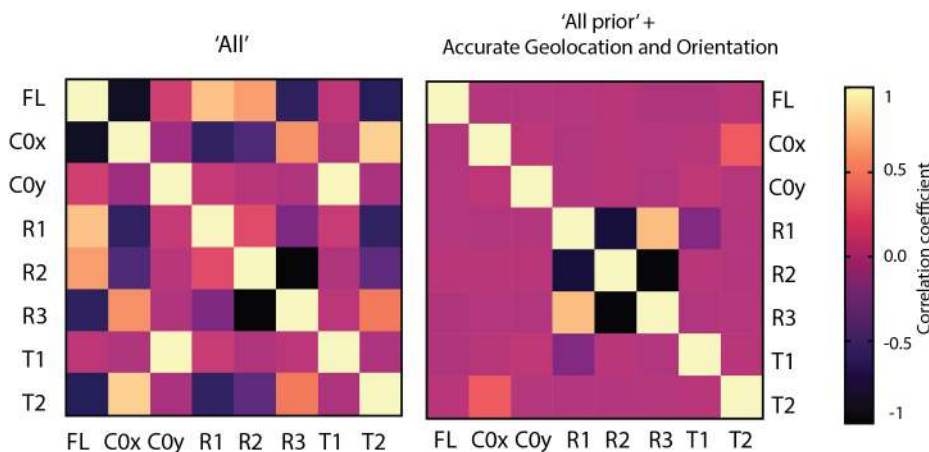 'All'
'All prior' +
Accurate Geolocation and Orientation
FL
C0x
C0y
R1
R2
R3
T1
T2
FL C0x C0y R1 R2 R3 T1 T2
FL
C0x
C0y
R1
R2
R3
T1
T2
FL C0x C0y R1 R2 R3 T1 T2
1
0.5
0.0
-0.5
-1
Correlation coefficient